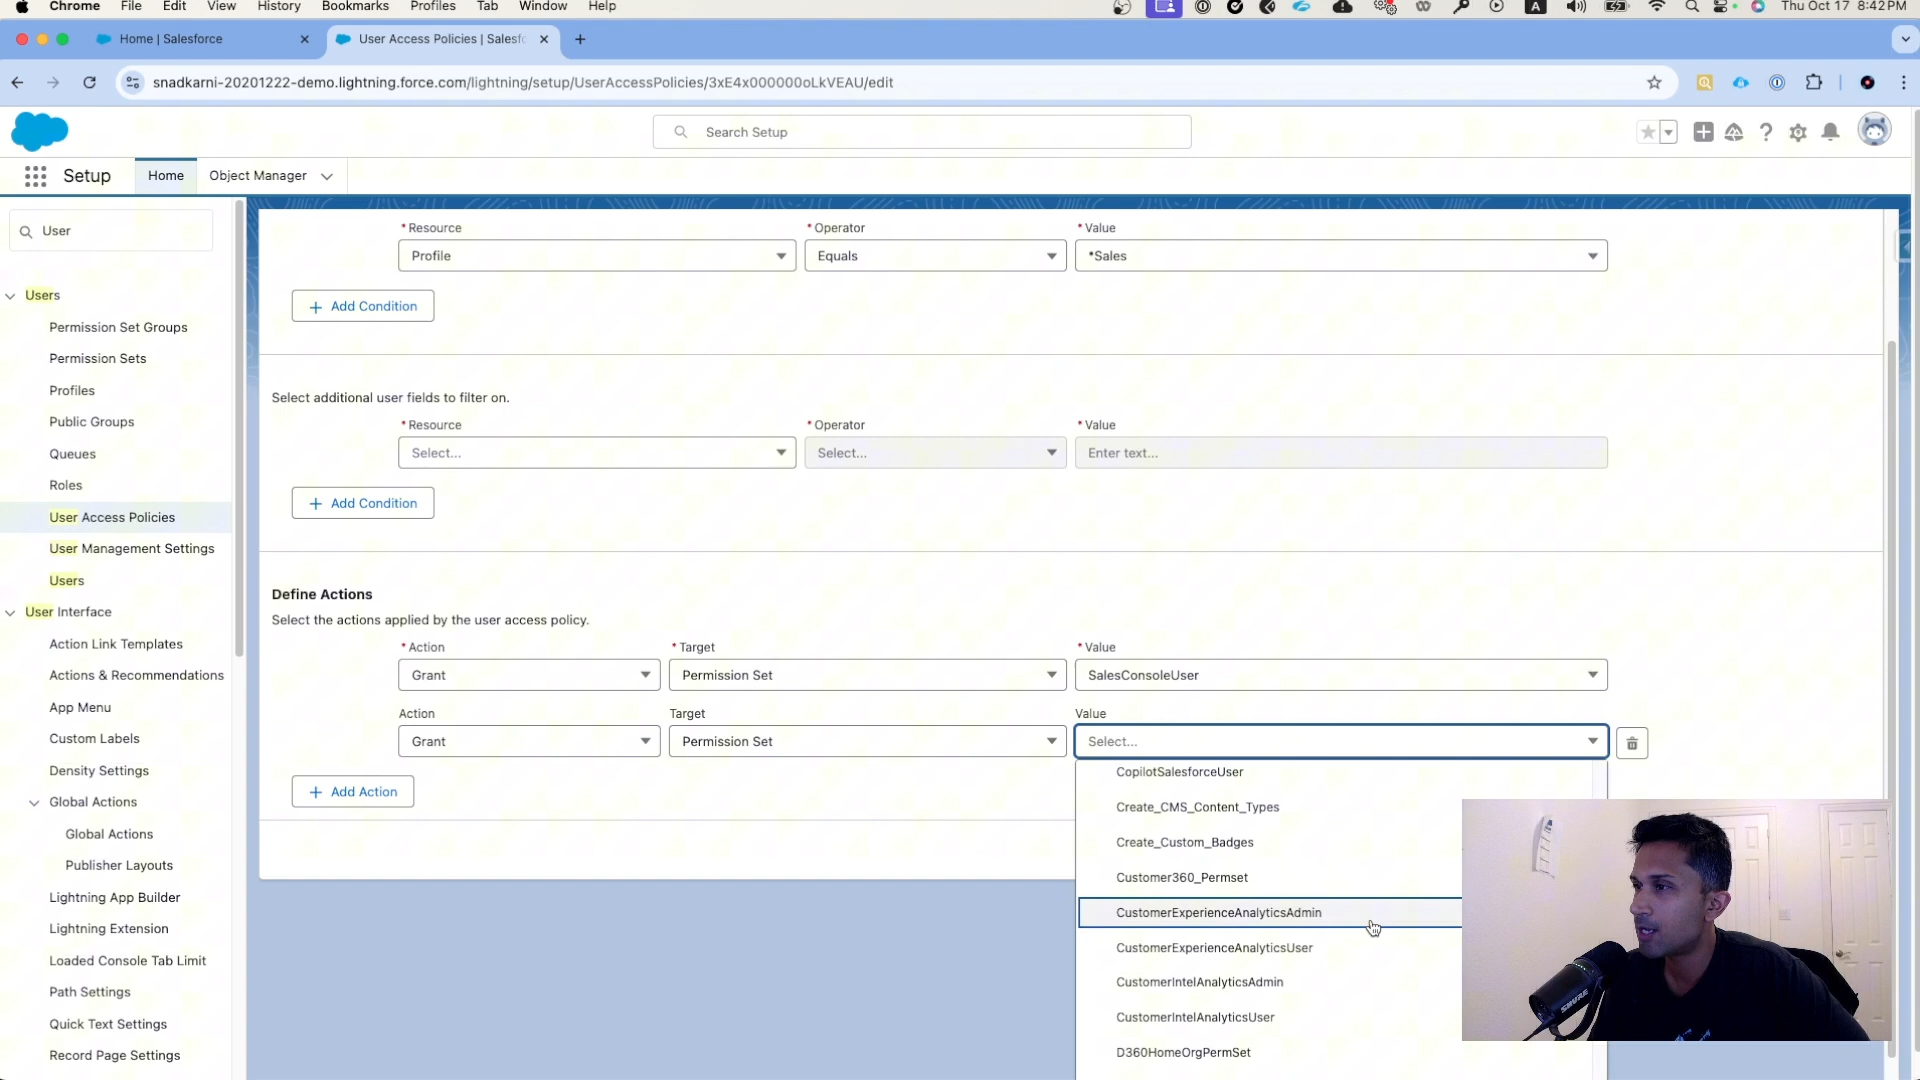 Chrome File Edit View History Bookmarks Profiles Tab Window Help Thu Oct 17 8:42 PM
Home | Salesforce
User Access Policies | Salesfo
snadkarni-20201222-demo.lightning.force.com/lightning/setup/UserAccessPolicies/3xE4x000000oLkVEAU/edit
Search Setup
Setup
Home
Object Manager
User
Users
Permission Set Groups
Permission Sets
Profiles
Public Groups
Queues
Roles
User Access Policies
User Management Settings
Users
User Interface
Action Link Templates
Actions & Recommendations
App Menu
Custom Labels
Density Settings
Global Actions
Global Actions
Publisher Layouts
Lightning App Builder
Lightning Extension
Loaded Console Tab Limit
Path Settings
Quick Text Settings
Record Page Settings
* Resource * Operator * Value
Profile Equals *Sales
+ Add Condition
Select additional user fields to filter on.
* Resource * Operator * Value
Select... Select... Enter text...
+ Add Condition
Define Actions
Select the actions applied by the user access policy.
* Action * Target * Value
Grant Permission Set SalesConsoleUser
Action Target Value
Grant Permission Set Select...
+ Add Action
CopilotSalesforceUser
Create_CMS_Content_Types
Create_Custom_Badges
Customer360_Permset
CustomerExperienceAnalyticsAdmin
CustomerExperienceAnalyticsUser
CustomerIntelAnalyticsAdmin
CustomerIntelAnalyticsUser
D360HomeOrgPermSet
SHURE